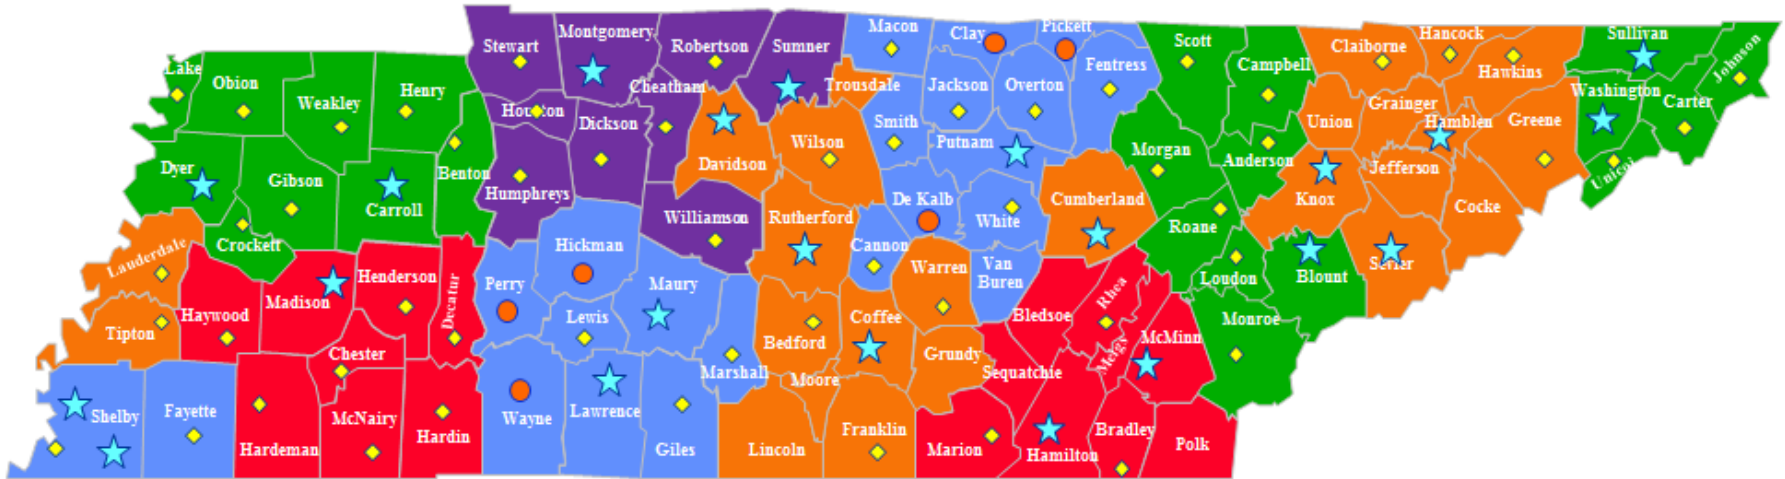 Stewart
Montgomery
Robertson
Sumner
Macon
Clay
Pickett
Scott
Claiborne
Hancock
Hawkins
Sullivan
Johnson
Lake
Obion
Weakley
Henry
Houston
Dickson
Cheatham
Trousdale
Jackson
Overton
Fentress
Campbell
Grainger
Hamblen
Greene
Washington
Carter
Smith
Putnam
Union
Dyer
Gibson
Carroll
Benton
Humphreys
Davidson
Wilson
Morgan
Anderson
Jefferson
Unicoi
Crockett
Williamson
Rutherford
De Kalb
White
Cumberland
Roane
Knox
Cocke
Lauderdale
Hickman
Cannon
Warren
Van
Buren
Loudon
Blount
Sevier
Haywood
Madison
Henderson
Decatur
Perry
Maury
Tipton
Lewis
Coffee
Bledsoe
Rhea
Meigs
McMinn
Monroe
Chester
Marshall
Bedford
Moore
Grundy
Sequatchie
Shelby
Fayette
Hardeman
McNairy
Hardin
Wayne
Lawrence
Giles
Lincoln
Franklin
Marion
Hamilton
Bradley
Polk